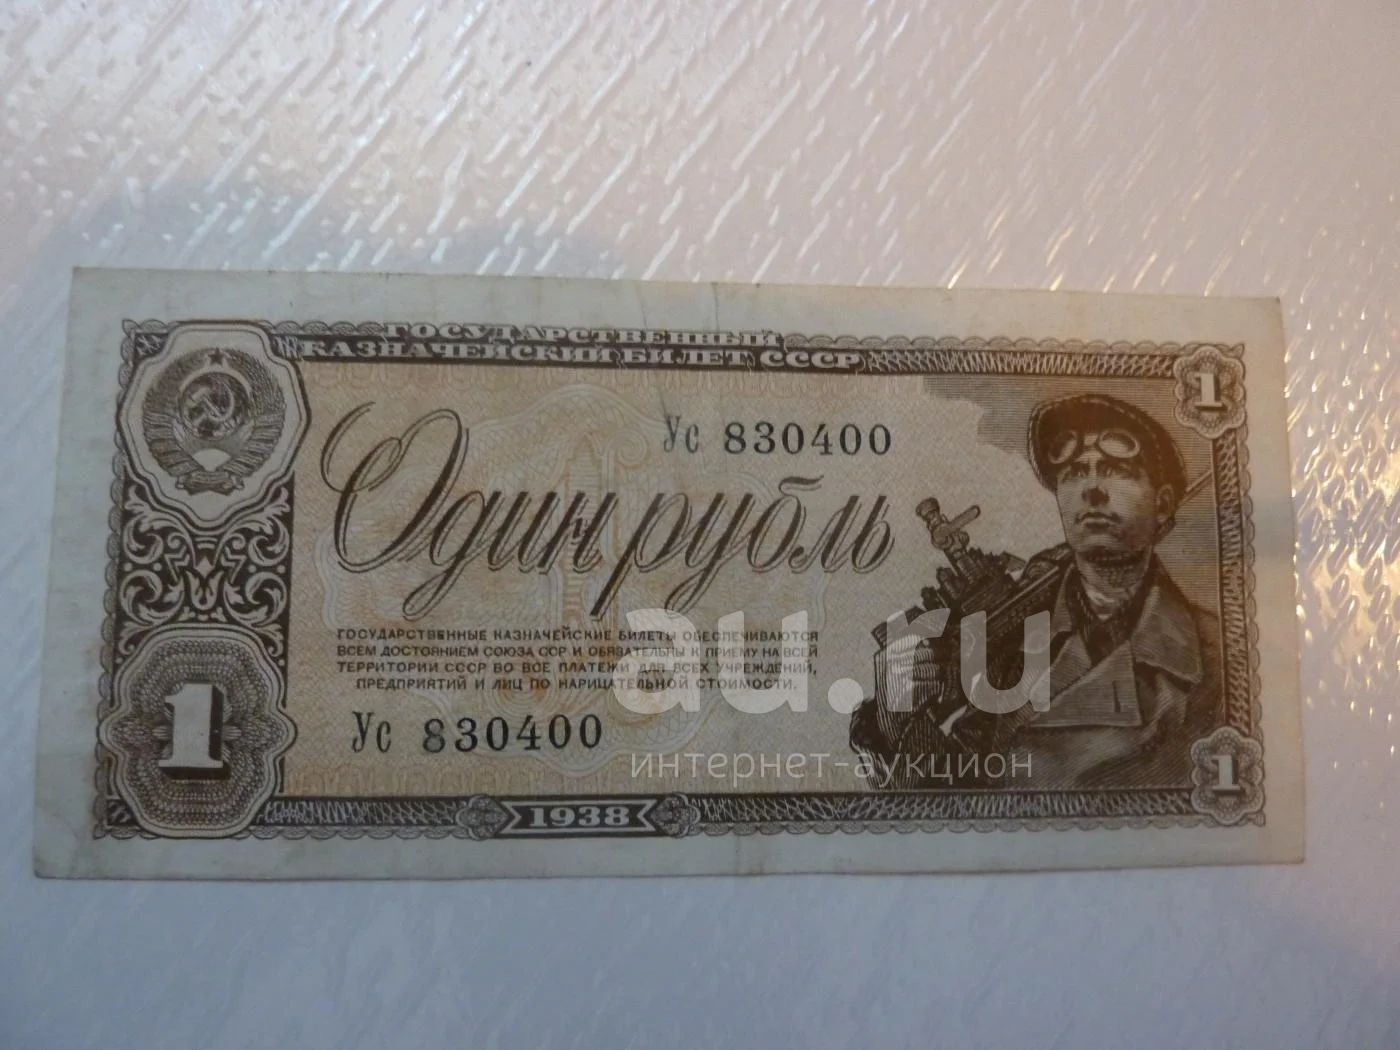 ГОСУДАРСТВЕННЫЙ
КАЗНАЧЕЙСКИЙ БИЛЕТ СССР
1
Ус 830400
Один рубль
ГОСУДАРСТВЕННЫЕ КАЗНАЧЕЙСКИЕ БИЛЕТЫ ОБЕСПЕЧИВАЮТСЯ
ВСЕМ ДОСТОЯНИЕМ СОЮЗА ССР И ОБЯЗАТЕЛЬНЫ К ПРИЕМУ НА ВСЕЙ
ТЕРРИТОРИИ СССР ВО ВСЕ ПЛАТЕЖИ ДЛЯ ВСЕХ УЧРЕЖДЕНИЙ,
ПРЕДПРИЯТИЙ И ЛИЦ ПО НАРИЦАТЕЛЬНОЙ СТОИМОСТИ.
au.ru
интернет-аукцион
1
Ус 830400
1
1938